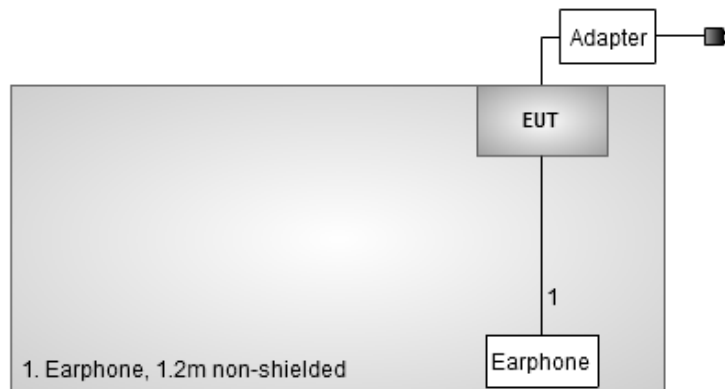 Adapter
EUT
1
1. Earphone, 1.2m non-shielded
Earphone